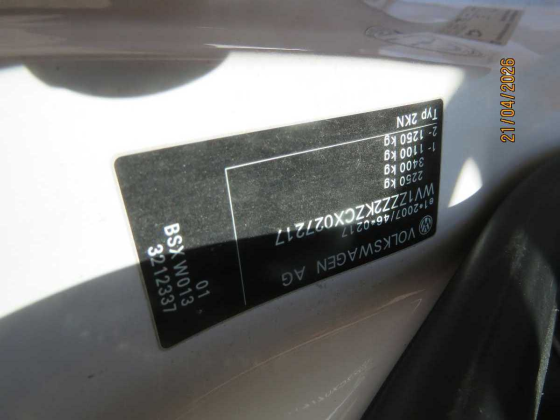 VOLKSWAGEN AG
e1*2007/46*0217
WV1ZZZ2KZCX027217
2250 kg
3400 kg
1- 1100 kg
2- 1250 kg
Typ 2KN
01
BSX W013
3212337
21/04/2026